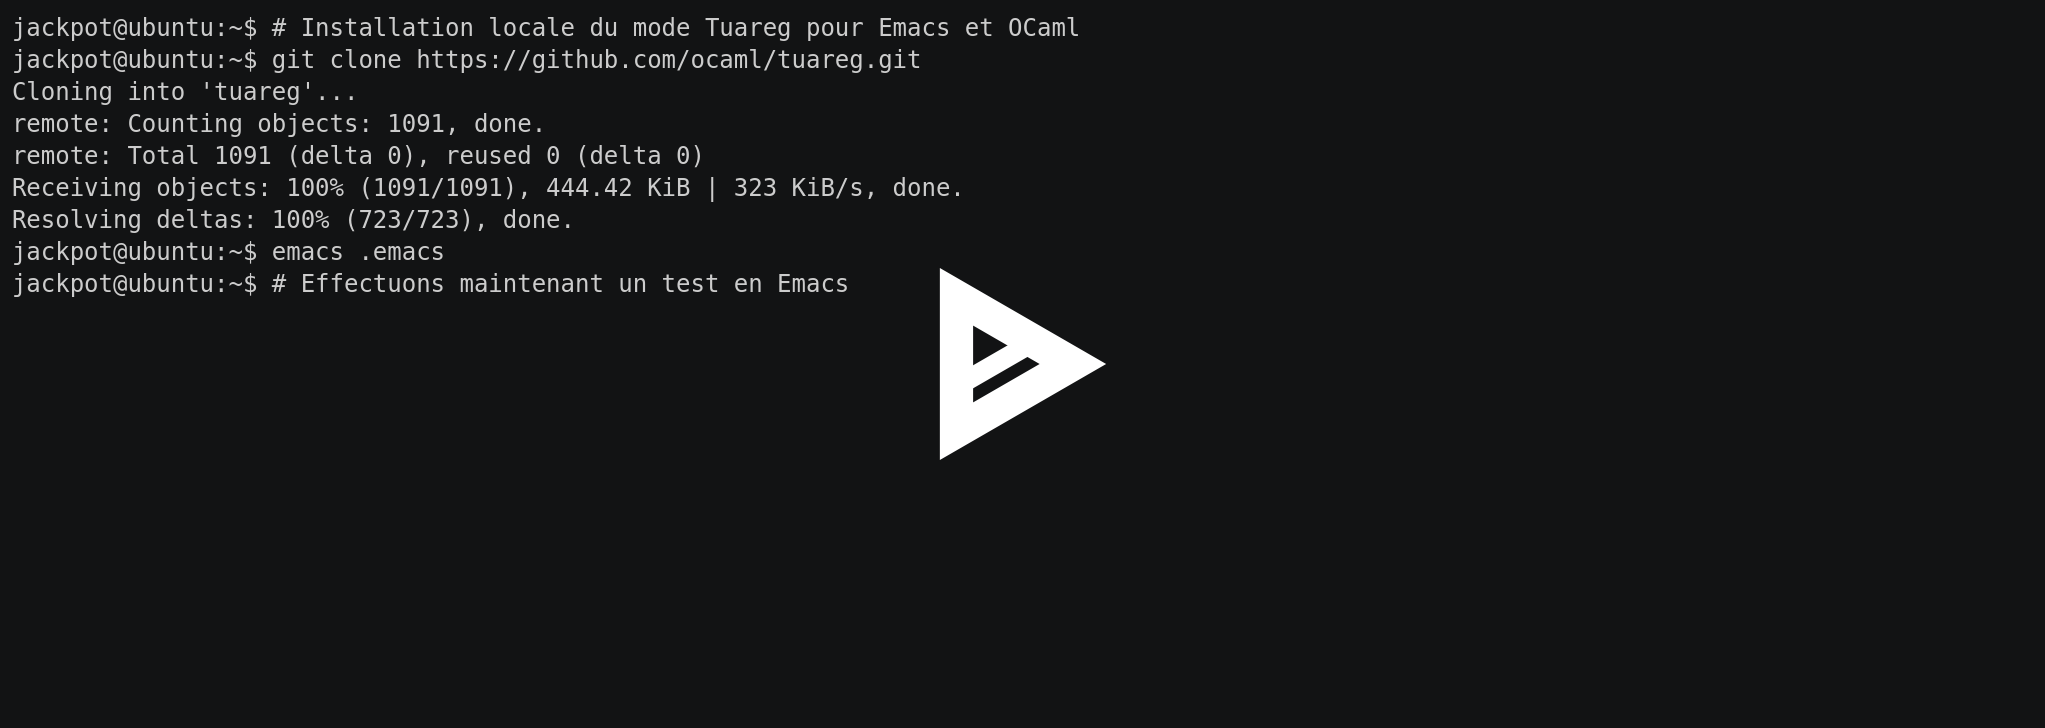 jackpot@ubuntu:~$ # Installation locale du mode Tuareg pour Emacs et OCaml
jackpot@ubuntu:~$ git clone https://github.com/ocaml/tuareg.git
Cloning into 'tuareg'...
remote: Counting objects: 1091, done.
remote: Total 1091 (delta 0), reused 0 (delta 0)
Receiving objects: 100% (1091/1091), 444.42 KiB | 323 KiB/s, done.
Resolving deltas: 100% (723/723), done.
jackpot@ubuntu:~$ emacs .emacs
jackpot@ubuntu:~$ # Effectuons maintenant un test en Emacs